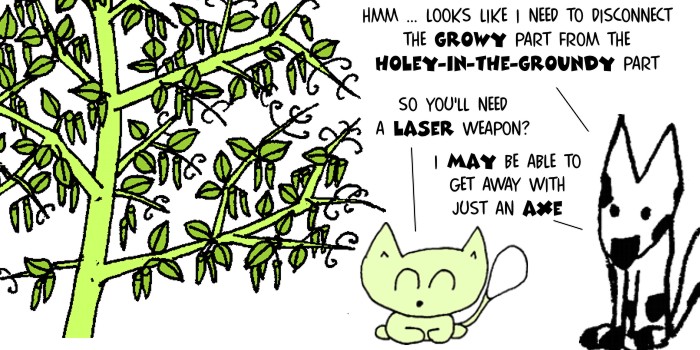 HMM ... LOOKS LIKE I NEED TO DISCONNECT
THE GROWY PART FROM THE
HOLEY-IN-THE-GROUNDY PART
SO YOU'LL NEED
A LASER WEAPON?
I MAY BE ABLE TO
GET AWAY WITH
JUST AN AXE